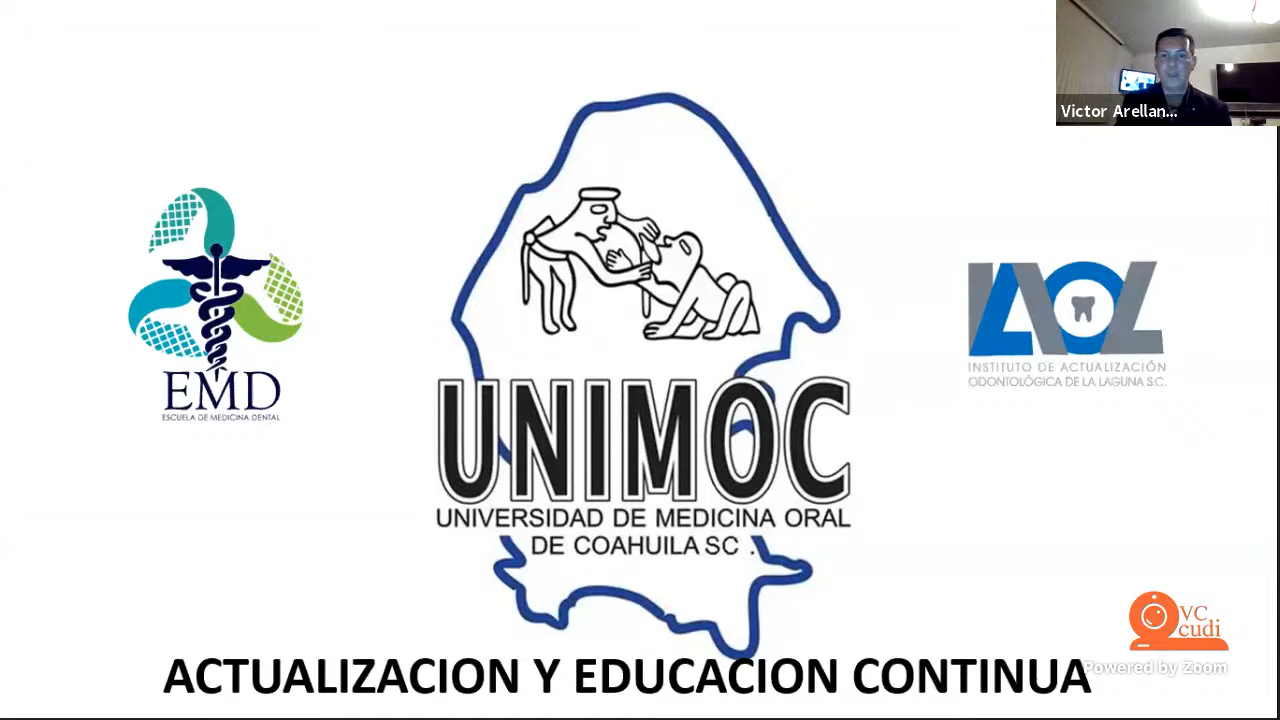 Victor Arellan...
EMD
ESCUELA DE MEDICINA DENTAL
UNIMOC
UNIVERSIDAD DE MEDICINA ORAL
DE COAHUILA SC .
IAOL
INSTITUTO DE ACTUALIZACIÓN
ODONTOLÓGICA DE LA LAGUNA S.C.
VC
cudi
Powered by Zoom
ACTUALIZACION Y EDUCACION CONTINUA